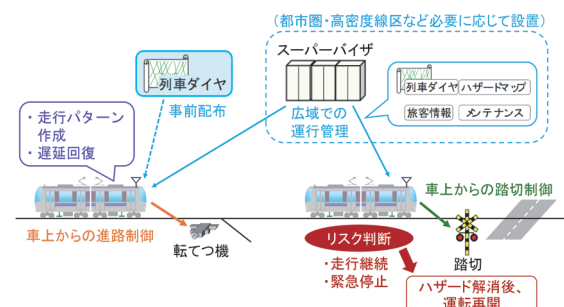 (都市圏・高密度線区など必要に応じて設置)
スーパーバイザ
列車ダイヤ
事前配布
列車ダイヤ
ハザードマップ
旅客情報
メンテナンス
広域での
運行管理
・走行パターン
作成
・遅延回復
車上からの踏切制御
車上からの進路制御
転てつ機
リスク判断
踏切
・走行継続
・緊急停止
ハザード解消後、
運転再開